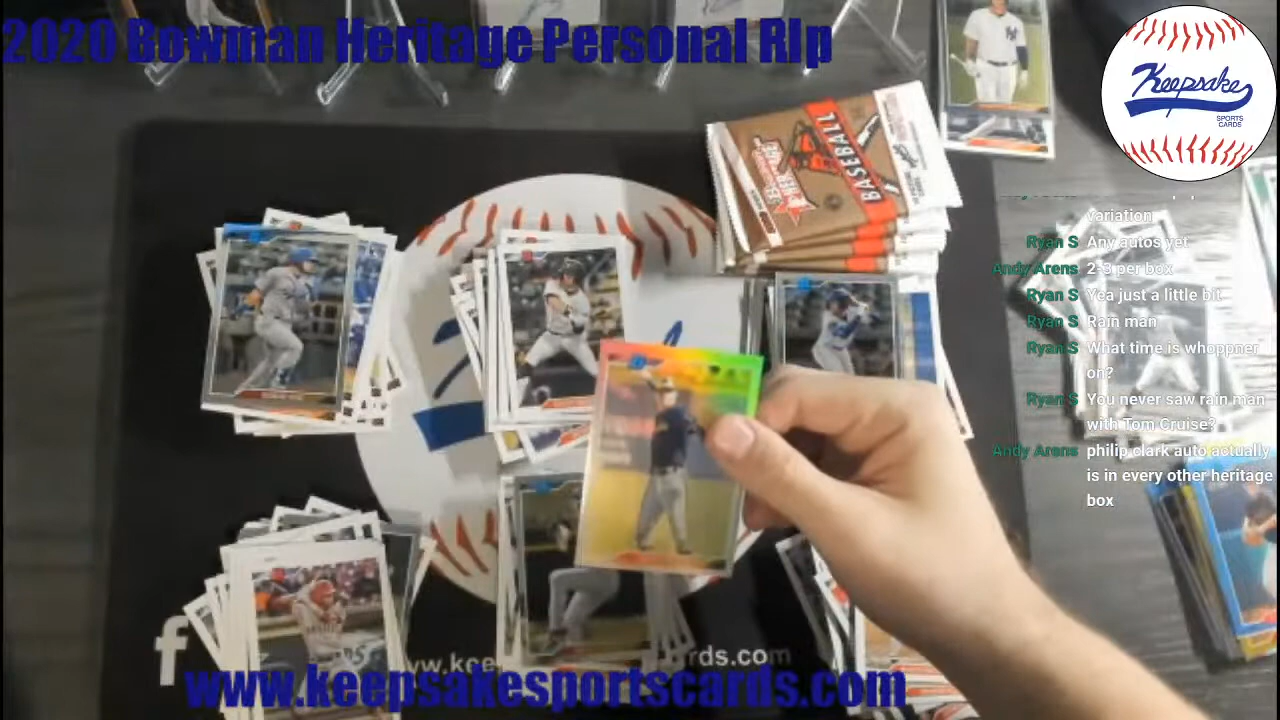 2020 Bowman Heritage Personal Rip
Keepsake
SPORTS
CARDS
BASEBALL
variation
Ryan S Any autos yet
Andy Arens 2-3 per box
Ryan S Yea just a little bit
Ryan S Rain man
Ryan S What time is whoppner
on?
Ryan S You never saw rain man
with Tom Cruise?
Andy Arens philip clark auto actually
is in every other heritage
box
f
www.keepsakesportscards.com